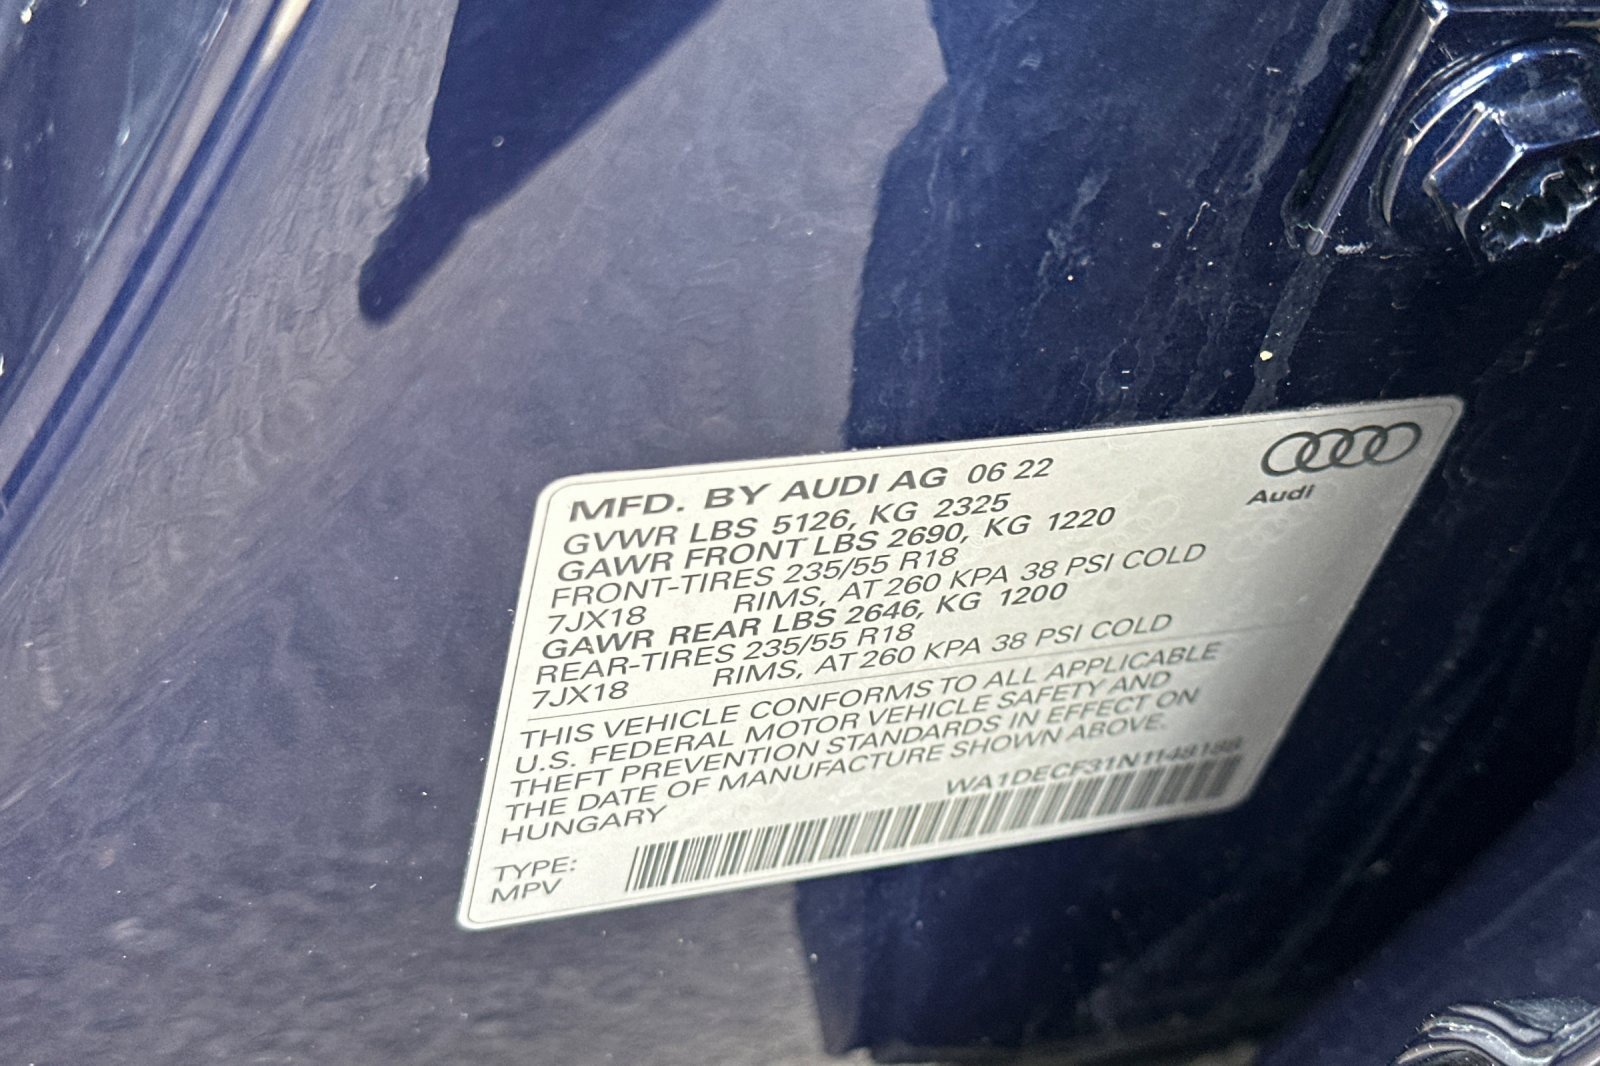 MFD. BY AUDI AG 06 22
Audi
GVWR LBS 5126, KG 2325
GAWR FRONT LBS 2690, KG 1220
FRONT-TIRES 235/55 R18
7JX18 RIMS, AT 260 KPA 38 PSI COLD
GAWR REAR LBS 2646, KG 1200
REAR-TIRES 235/55 R18
7JX18 RIMS, AT 260 KPA 38 PSI COLD
THIS VEHICLE CONFORMS TO ALL APPLICABLE
U.S. FEDERAL MOTOR VEHICLE SAFETY AND
THEFT PREVENTION STANDARDS IN EFFECT ON
THE DATE OF MANUFACTURE SHOWN ABOVE.
HUNGARY
TYPE:
MPV